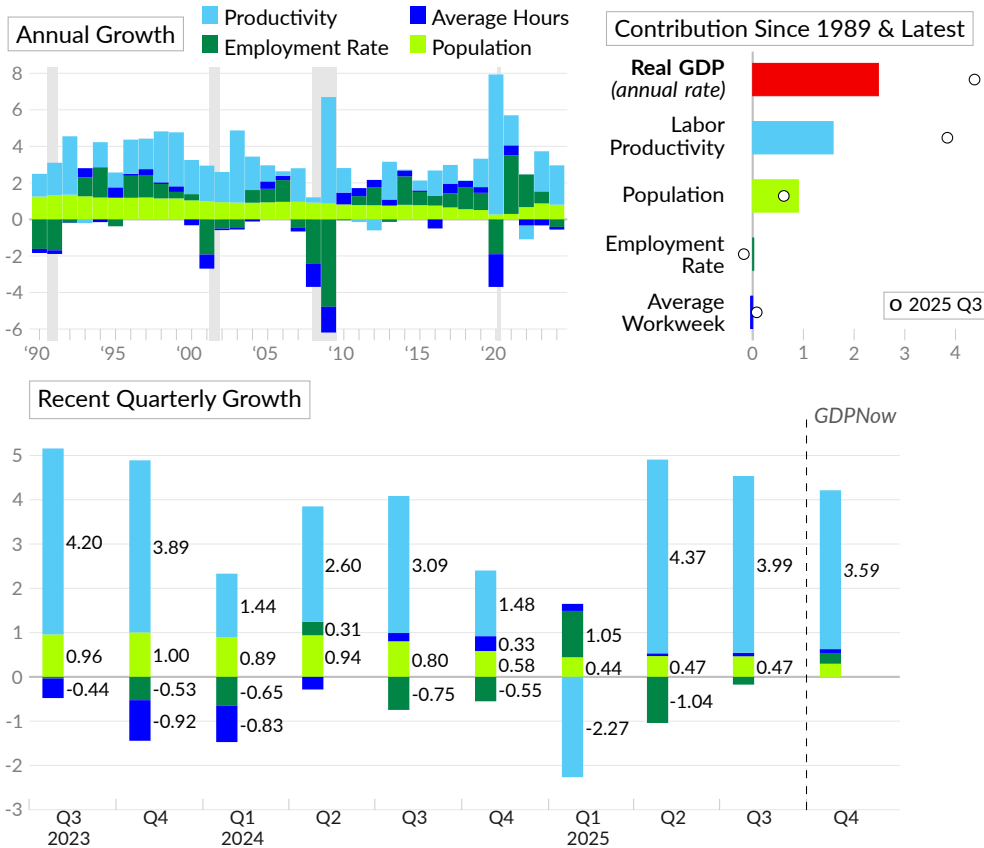 Annual Growth
Productivity
Average Hours
Employment Rate
Population
8
6
4
2
0
-2
-4
-6
‘90
‘95
‘00
‘05
‘10
‘15
‘20
Contribution Since 1989 & Latest
Real GDP
(annual rate)
Labor
Productivity
Population
Employment
Rate
Average
Workweek
2025 Q3
0
1
2
3
4
Recent Quarterly Growth
GDPNow
5
4
3
2
1
0
-1
-2
-3
4.20
0.96
-0.44
3.89
1.00
-0.53
-0.92
1.44
0.89
-0.65
-0.83
2.60
0.31
0.94
3.09
0.80
-0.75
1.48
0.33
0.58
-0.55
1.05
0.44
-2.27
4.37
0.47
-1.04
3.99
0.47
3.59
Q3
2023
Q4
Q1
2024
Q2
Q3
Q4
Q1
2025
Q2
Q3
Q4